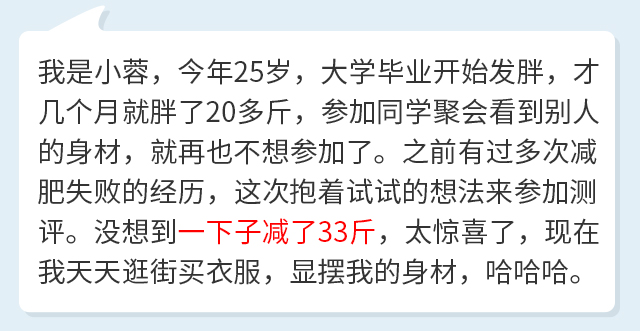 我是小蓉，今年25岁，大学毕业开始发胖，才
几个月就胖了20多斤，参加同学聚会看到别人
的身材，就再也不想参加了。之前有过多次减
肥失败的经历，这次抱着试试的想法来参加测
评。没想到一下子减了33斤，太惊喜了，现在
我天天逛街买衣服，显摆我的身材，哈哈哈。